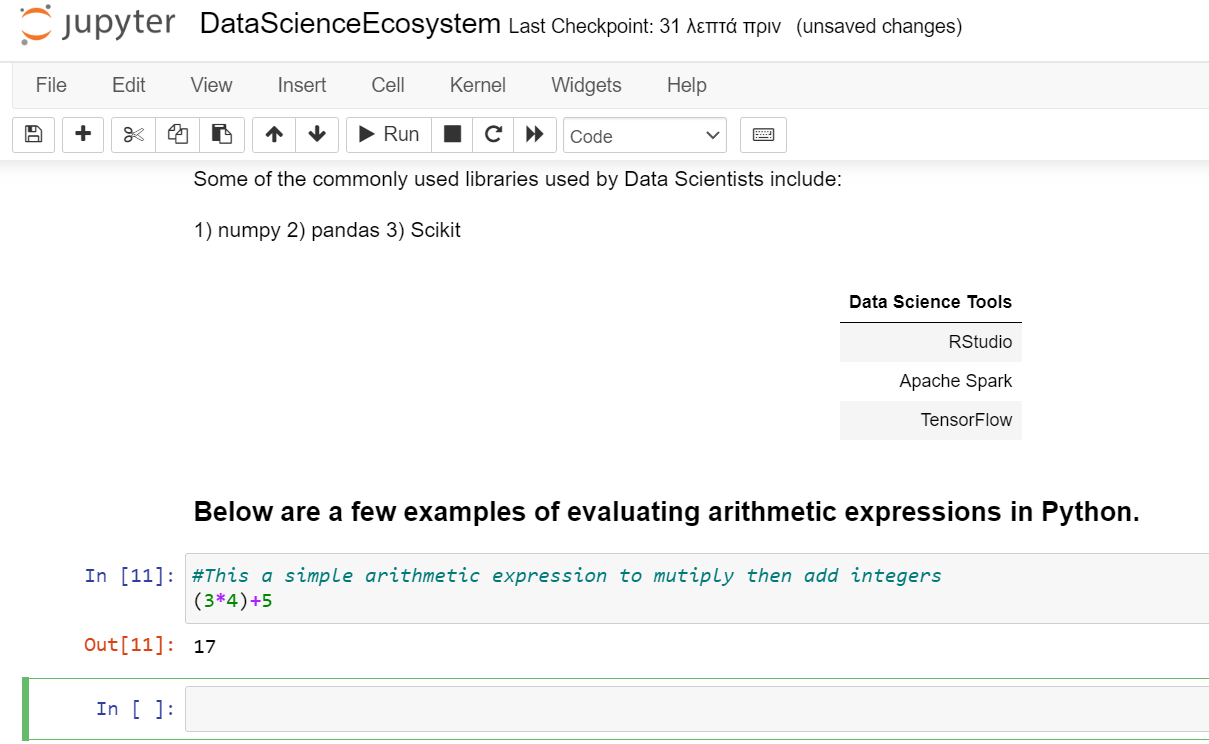 jupyter DataScienceEcosystem Last Checkpoint: 31 λεπτά πριν (unsaved changes)
File Edit View Insert Cell Kernel Widgets Help
Run Code
Some of the commonly used libraries used by Data Scientists include:
1) numpy 2) pandas 3) Scikit
Data Science Tools
RStudio
Apache Spark
TensorFlow
Below are a few examples of evaluating arithmetic expressions in Python.
In [11]: #This a simple arithmetic expression to mutiply then add integers
(3*4)+5
Out[11]: 17
In [ ]: